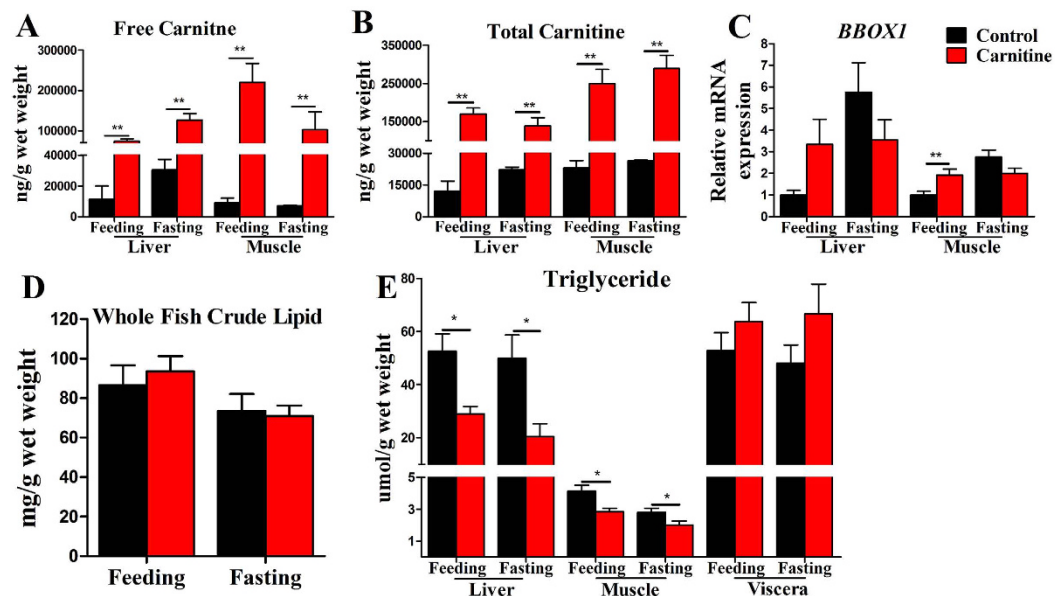 A
Free Carnitne
ng/g wet weight
300000
200000
100000
40000
20000
0
**
**
**
**
Feeding Fasting Feeding Fasting
Liver Muscle
B
Total Carnitine
ng/g wet weight
350000
250000
150000
30000
15000
0
**
**
**
**
Feeding Fasting Feeding Fasting
Liver Muscle
C
BBOX1
Relative mRNA
expression
8
7
6
5
4
3
2
1
0
**
Feeding Fasting Feeding Fasting
Liver Muscle
Control
Carnitine
D
Whole Fish Crude Lipid
mg/g wet weight
120
100
80
60
40
20
0
Feeding Fasting
E
Triglyceride
umol/g wet weight
80
60
40
20
5
3
1
*
*
*
*
Feeding Fasting Feeding Fasting Feeding Fasting
Liver Muscle Viscera